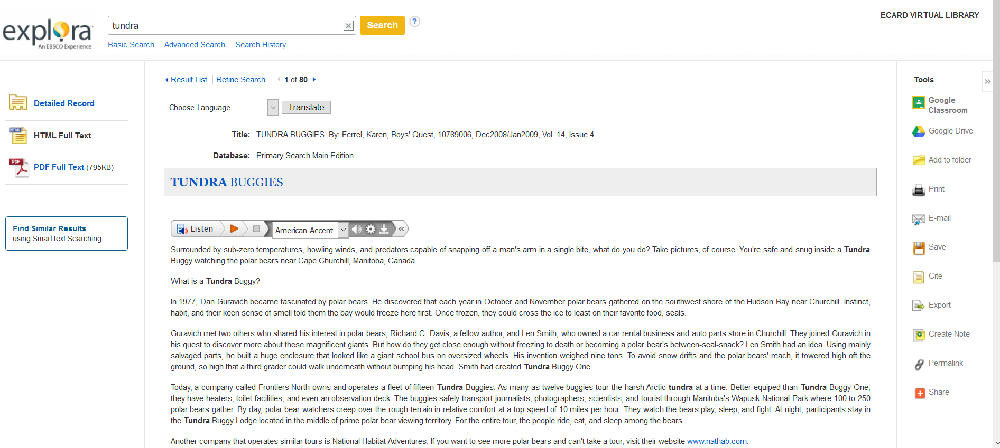 ECARD VIRTUAL LIBRARY
explora
An EBSCO Experience
tundra
Search
?
Basic Search Advanced Search Search History
Detailed Record
HTML
HTML Full Text
PDF
PDF Full Text (795KB)
Find Similar Results
using SmartText Searching.
Result List Refine Search 1 of 80
Choose Language Translate
Title: TUNDRA BUGGIES. By: Ferrel, Karen, Boys' Quest, 10789006, Dec2008/Jan2009, Vol. 14, Issue 4
Database: Primary Search Main Edition
TUNDRA BUGGIES
Listen American Accent «
Surrounded by sub-zero temperatures, howling winds, and predators capable of snapping off a man's arm in a single bite, what do you do? Take pictures, of course. You're safe and snug inside a Tundra
Buggy watching the polar bears near Cape Churchill, Manitoba, Canada.
What is a Tundra Buggy?
In 1977, Dan Guravich became fascinated by polar bears. He discovered that each year in October and November polar bears gathered on the southwest shore of the Hudson Bay near Churchill. Instinct,
habit, and their keen sense of smell told them the bay would freeze here first. Once frozen, they could cross the ice to least on their favorite food, seals.
Guravich met two others who shared his interest in polar bears, Richard C. Davis, a fellow author, and Len Smith, who owned a car rental business and auto parts store in Churchill. They joined Guravich in
his quest to discover more about these magnificent giants. But how do they get close enough without freezing to death or becoming a polar bear's between-seal-snack? Len Smith had an idea. Using mainly
salvaged parts, he built a huge enclosure that looked like a giant school bus on oversized wheels. His invention weighed nine tons. To avoid snow drifts and the polar bears' reach, it towered high oft the
ground, so high that a third grader could walk underneath without bumping his head. Smith had created Tundra Buggy One.
Today, a company called Frontiers North owns and operates a fleet of fifteen Tundra Buggies. As many as twelve buggies tour the harsh Arctic tundra at a time. Better equiped than Tundra Buggy One,
they have heaters, toilet facilities, and even an observation deck. The buggies safely transport journalists, photographers, scientists, and tourist through Manitoba's Wapusk National Park where 100 to 250
polar bears gather. By day, polar bear watchers creep over the rough terrain in relative comfort at a top speed of 10 miles per hour. They watch the bears play, sleep, and fight. At night, participants stay in
the Tundra Buggy Lodge located in the middle of prime polar bear viewing territory. For the entire tour, the people ride, eat, and sleep among the bears.
Another company that operates similar tours is National Habitat Adventures. If you want to see more polar bears and can't take a tour, visit their website www.nathab.com.
Tools »
Google
Classroom
Google Drive
Add to folder
Print
E-mail
Save
Cite
Export
Create Note
Permalink
Share